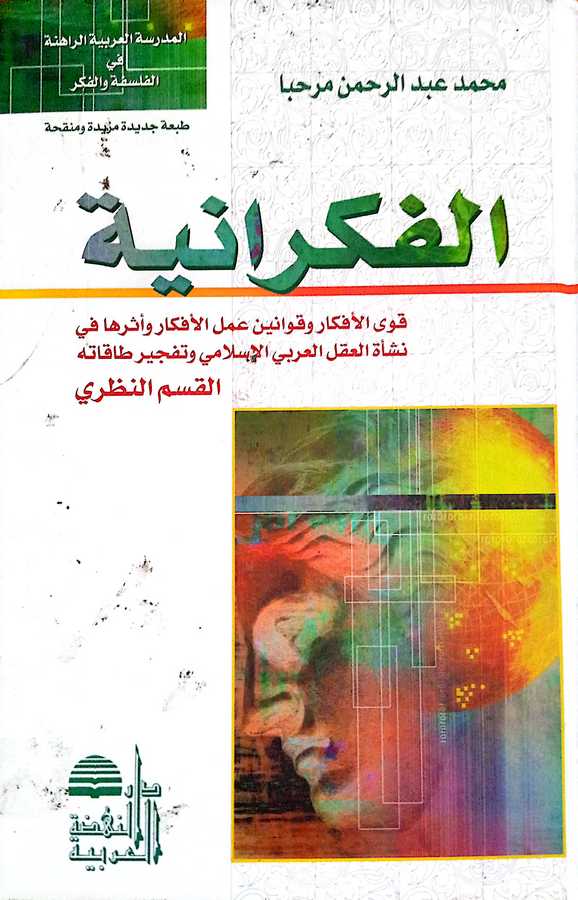 المدرسة العربية الراهنة
في
الفلسفة والفكر
طبعة جديدة مزيدة ومنقحة
محمد عبد الرحمن مرحبا
الفكرانية
قوى الأفكار وقوانين عمل الأفكار وأثرها في
نشأة العقل العربي الإسلامي وتفجير طاقاته
القسم النظري
دار
النهضة
العربية